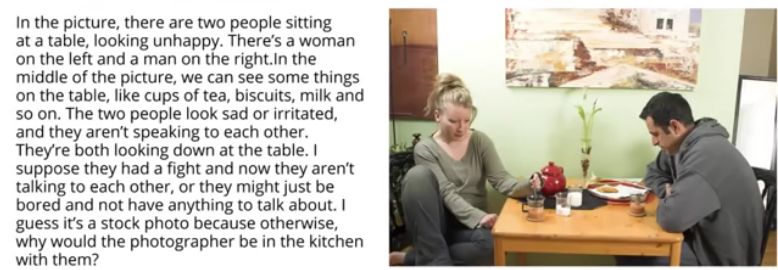 In the picture, there are two people sitting
at a table, looking unhappy. There’s a woman
on the left and a man on the right.In the
middle of the picture, we can see some things
on the table, like cups of tea, biscuits, milk and
so on. The two people look sad or irritated,
and they aren’t speaking to each other.
They’re both looking down at the table. I
suppose they had a fight and now they aren’t
talking to each other, or they might just be
bored and not have anything to talk about. I
guess it’s a stock photo because otherwise,
why would the photographer be in the kitchen
with them?